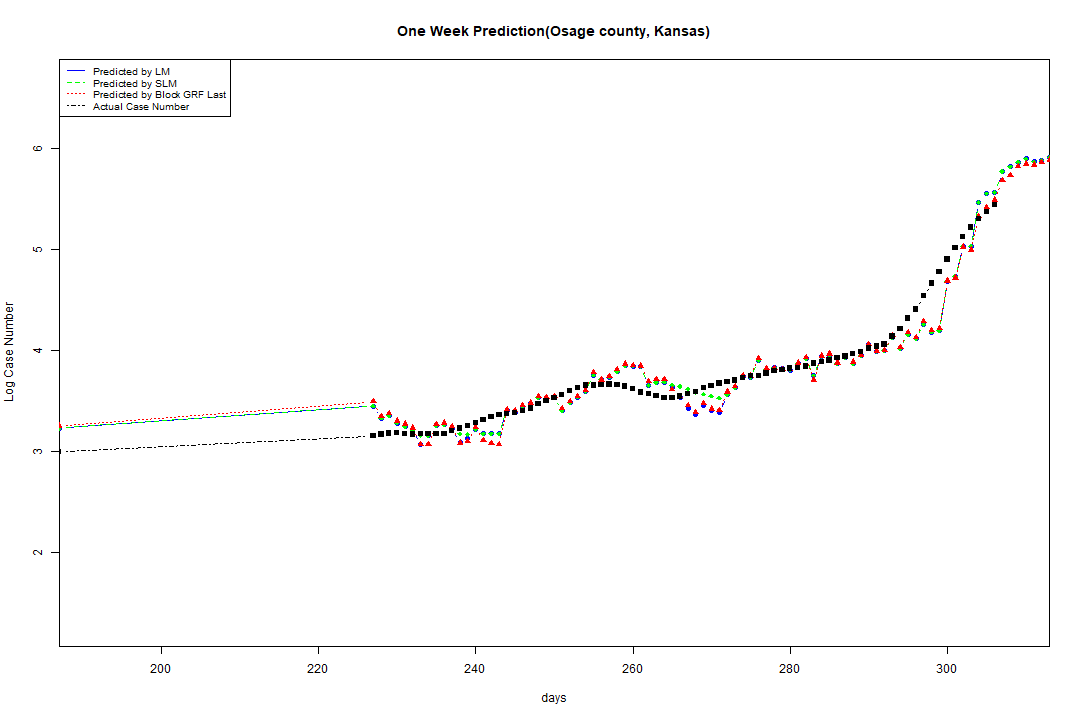 One Week Prediction(Osage county, Kansas)
Predicted by LM
Predicted by SLM
Predicted by Block GRF Last
Actual Case Number
6
5
4
3
2
Log Case Number
200 220 240 260 280 300
days